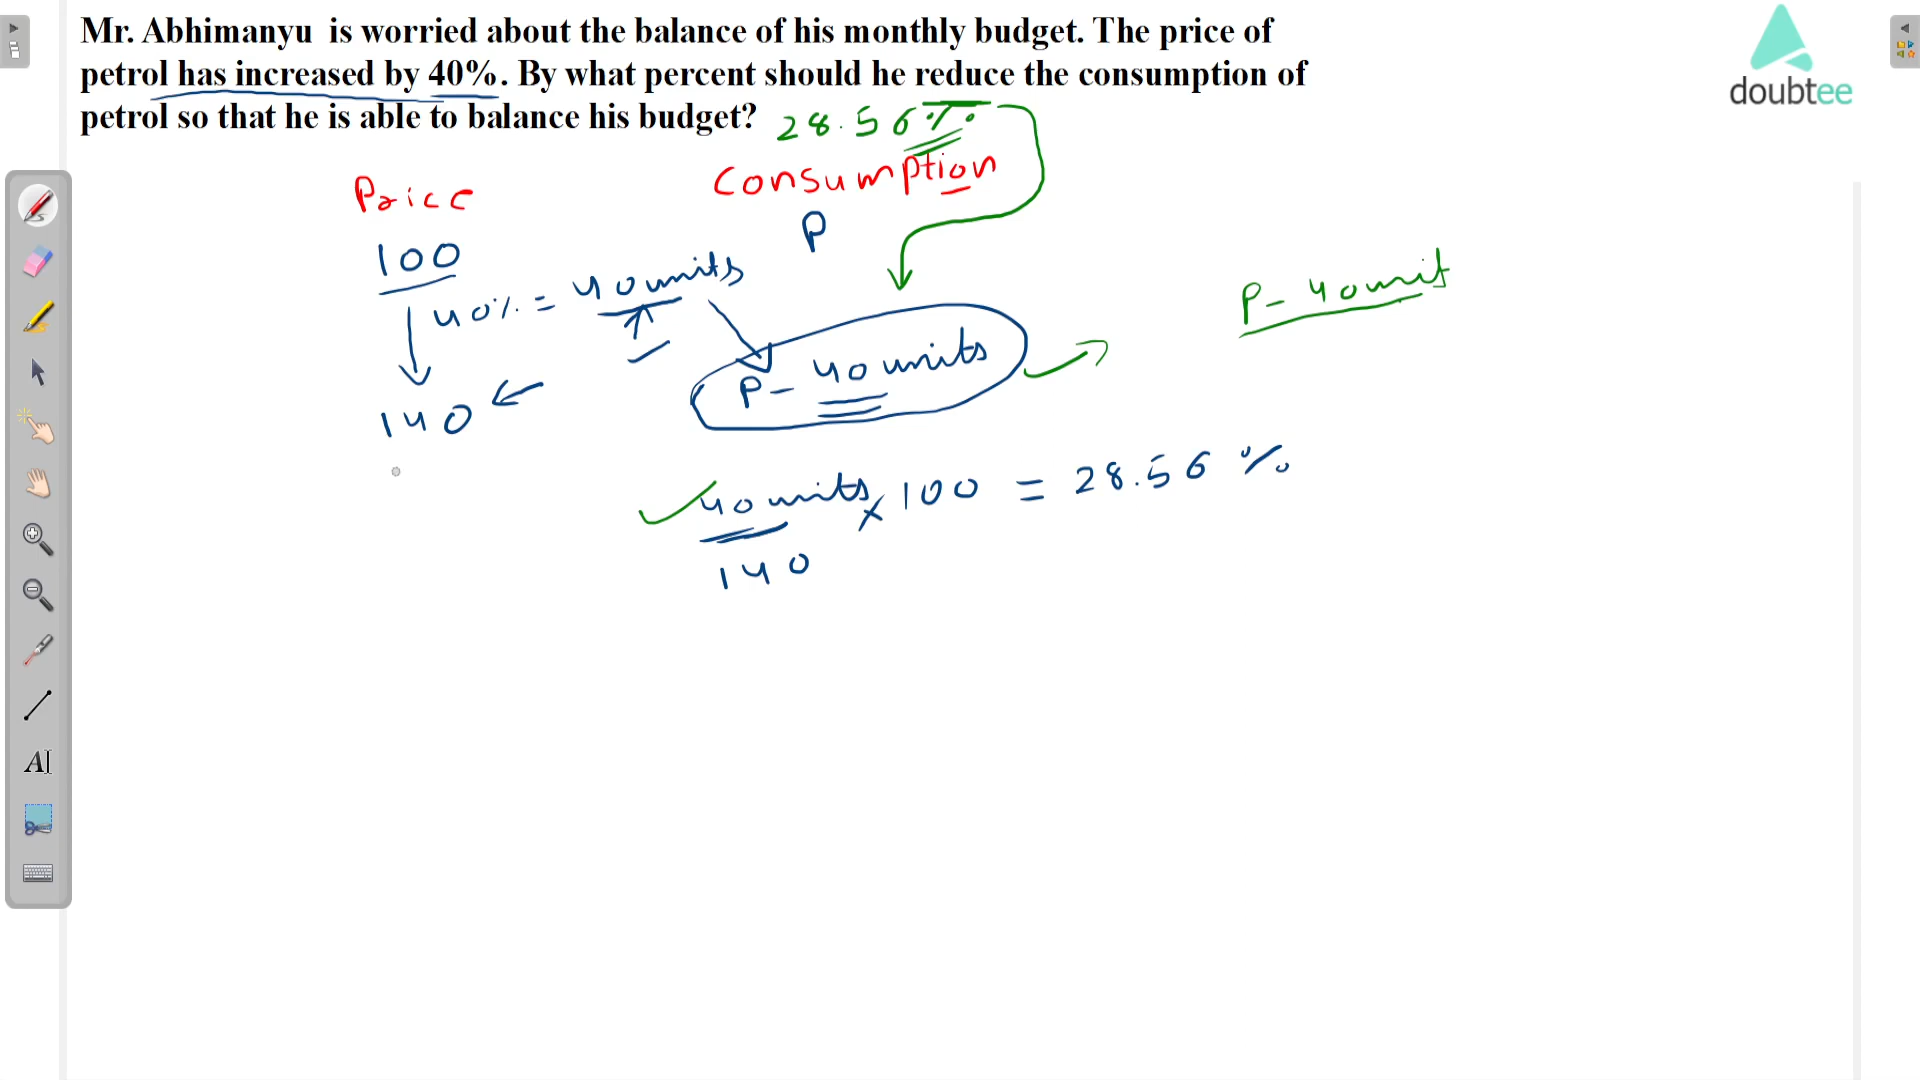 Mr. Abhimanyu is worried about the balance of his monthly budget. The price of
petrol has increased by 40%. By what percent should he reduce the consumption of
petrol so that he is able to balance his budget? 28.56%
doubtee
Price
Consumption
100
P
40% = 40 units
P - 40 unit
P - 40 units
140
40 units × 100 = 28.56 %
140
AI